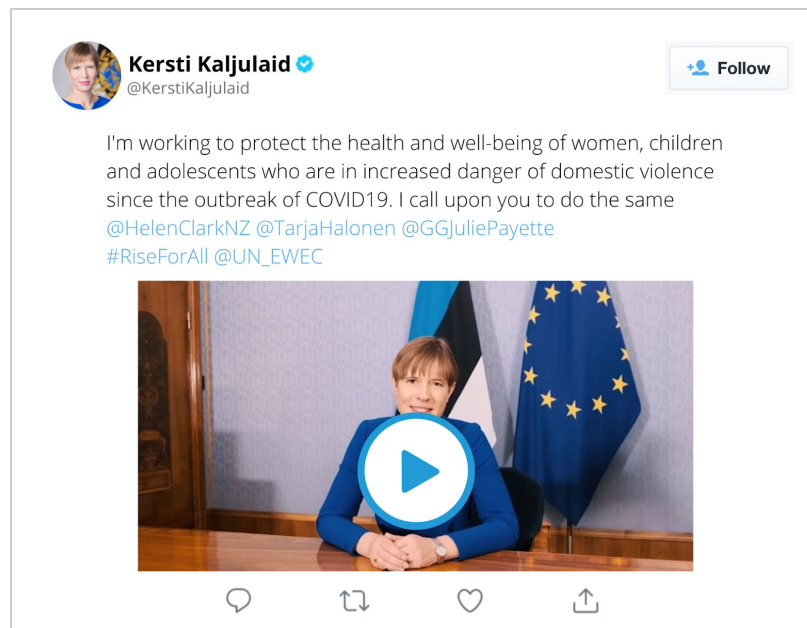 Kersti Kaljulaid
@KerstiKaljulaid
Follow
I'm working to protect the health and well-being of women, children
and adolescents who are in increased danger of domestic violence
since the outbreak of COVID19. I call upon you to do the same
@HelenClarkNZ @TarjaHalonen @GGJuliePayette
#RiseForAll @UN_EWEC